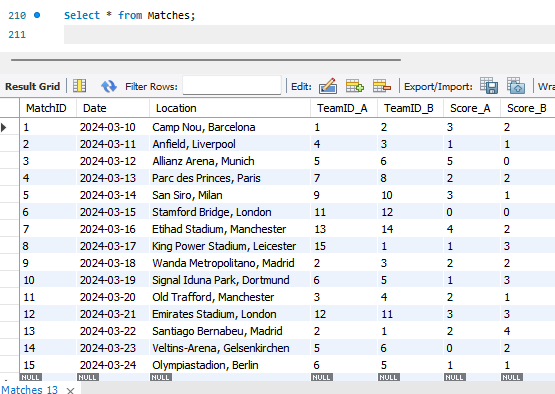 210 Select * from Matches;
211
Result Grid Filter Rows: Edit: Export/Import: Wra
MatchID Date Location TeamID_A TeamID_B Score_A Score_B
1 2024-03-10 Camp Nou, Barcelona 1 2 3 2
2 2024-03-11 Anfield, Liverpool 4 3 1 1
3 2024-03-12 Allianz Arena, Munich 5 6 5 0
4 2024-03-13 Parc des Princes, Paris 7 8 2 2
5 2024-03-14 San Siro, Milan 9 10 3 1
6 2024-03-15 Stamford Bridge, London 11 12 0 0
7 2024-03-16 Etihad Stadium, Manchester 13 14 4 2
8 2024-03-17 King Power Stadium, Leicester 15 1 1 3
9 2024-03-18 Wanda Metropolitano, Madrid 2 3 2 2
10 2024-03-19 Signal Iduna Park, Dortmund 6 5 1 3
11 2024-03-20 Old Trafford, Manchester 3 4 2 1
12 2024-03-21 Emirates Stadium, London 12 11 3 3
13 2024-03-22 Santiago Bernabeu, Madrid 2 1 2 4
14 2024-03-23 Veltins-Arena, Gelsenkirchen 5 6 0 2
15 2024-03-24 Olympiastadion, Berlin 6 5 1 1
NULL NULL NULL NULL NULL NULL NULL
Matches 13